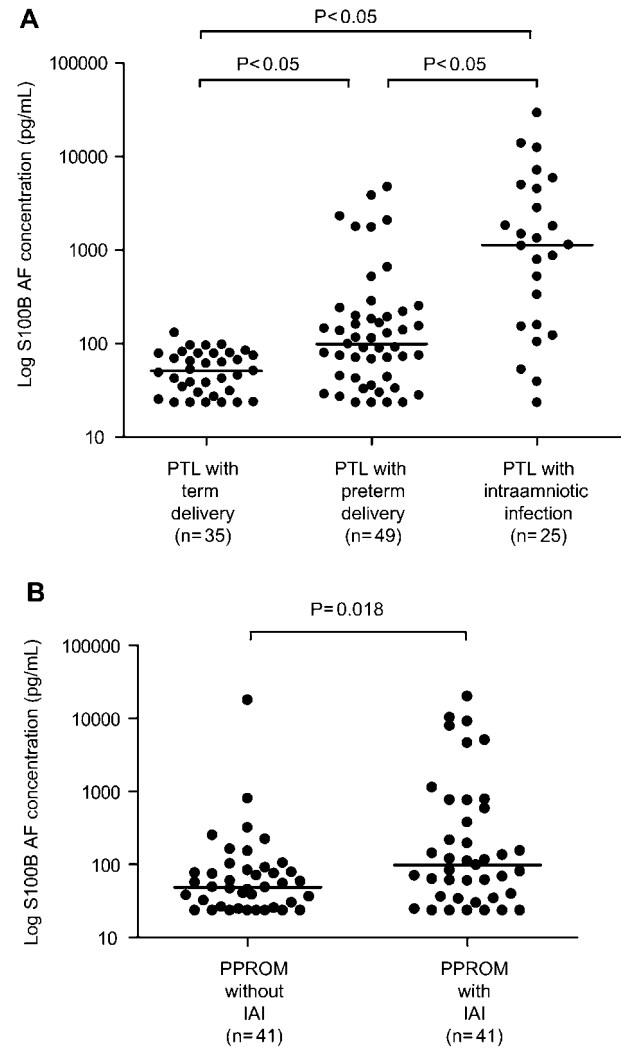 A
P<0.05
P<0.05
P<0.05
Log S100B AF concentration (pg/mL)
100000
10000
1000
100
10
PTL with
term
delivery
(n=35)
PTL with
preterm
delivery
(n=49)
PTL with
intraamniotic
infection
(n=25)
B
P=0.018
Log S100B AF concentration (pg/mL)
100000
10000
1000
100
10
PPROM
without
IAI
(n=41)
PPROM
with
IAI
(n=41)